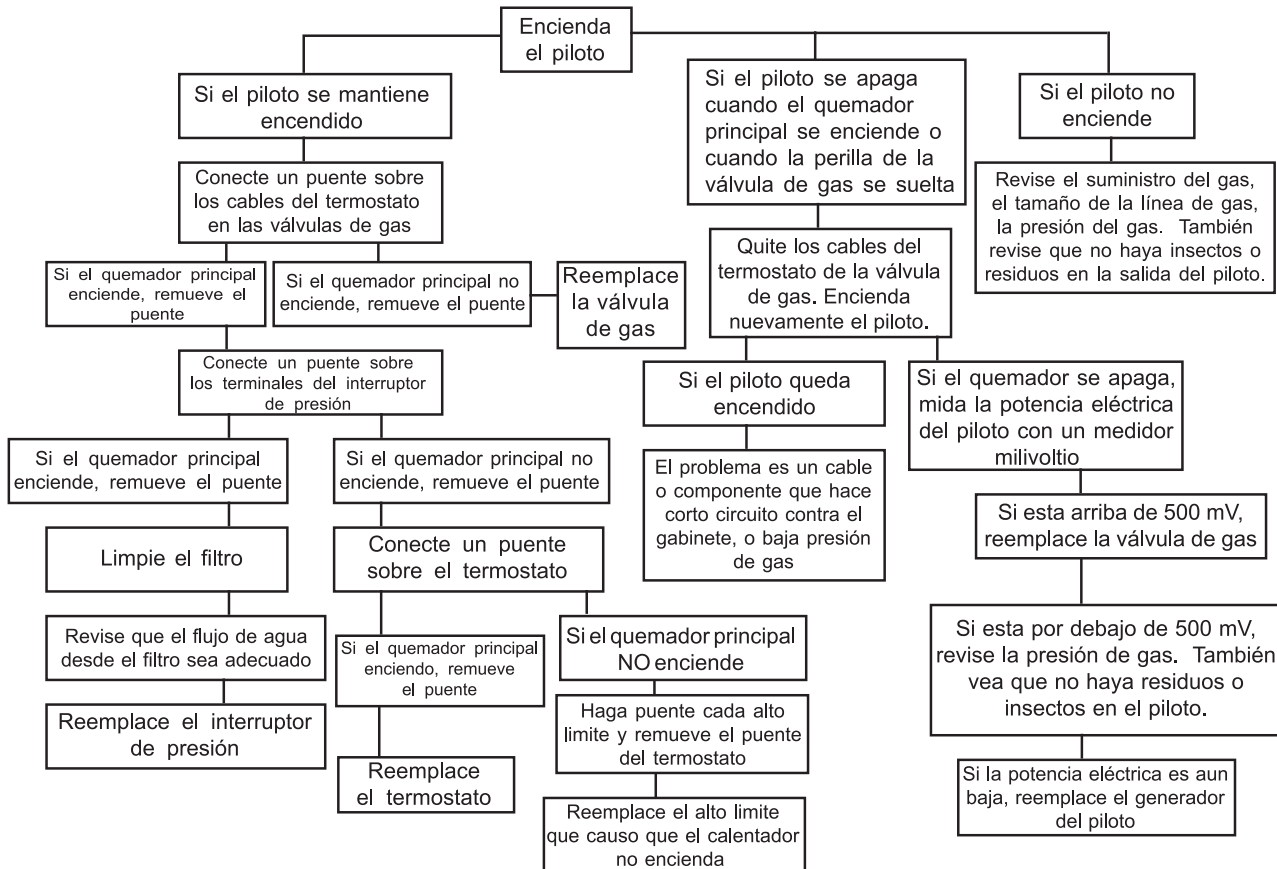 Encienda
el piloto
Si el piloto se mantiene
encendido
Conecte un puente sobre
los cables del termostato
en las válvulas de gas
Si el quemador principal
enciende, remueve el
puente
Si el quemador principal no
enciende, remueve el puente
Reemplace
la válvula
de gas
Conecte un puente sobre
los terminales del interruptor
de presión
Si el quemador principal
enciende, remueve el puente
Si el quemador principal no
enciende, remueve el puente
Limpie el filtro
Conecte un puente
sobre el termostato
Revise que el flujo de agua
desde el filtro sea adecuado
Si el quemador principal
enciendo, remueve
el puente
Si el quemador principal
NO enciende
Reemplace el interruptor
de presión
Haga puente cada alto
limite y remueve el puente
del termostato
Reemplace
el termostato
Reemplace el alto limite
que causo que el calentador
no encienda
Si el piloto se apaga
cuando el quemador
principal se enciende o
cuando la perilla de la
válvula de gas se suelta
Quite los cables del
termostato de la válvula
de gas. Encienda
nuevamente el piloto.
Si el piloto queda
encendido
El problema es un cable
o componente que hace
corto circuito contra el
gabinete, o baja presión
de gas
Si el quemador se apaga,
mida la potencia eléctrica
del piloto con un medidor
milivoltio
Si esta arriba de 500 mV,
reemplace la válvula de gas
Si esta por debajo de 500 mV,
revise la presión de gas. También
vea que no haya residuos o
insectos en el piloto.
Si la potencia eléctrica es aun
baja, reemplace el generador
del piloto
Si el piloto no
enciende
Revise el suministro del gas,
el tamaño de la línea de gas,
la presión del gas. También
revise que no haya insectos o
residuos en la salida del piloto.